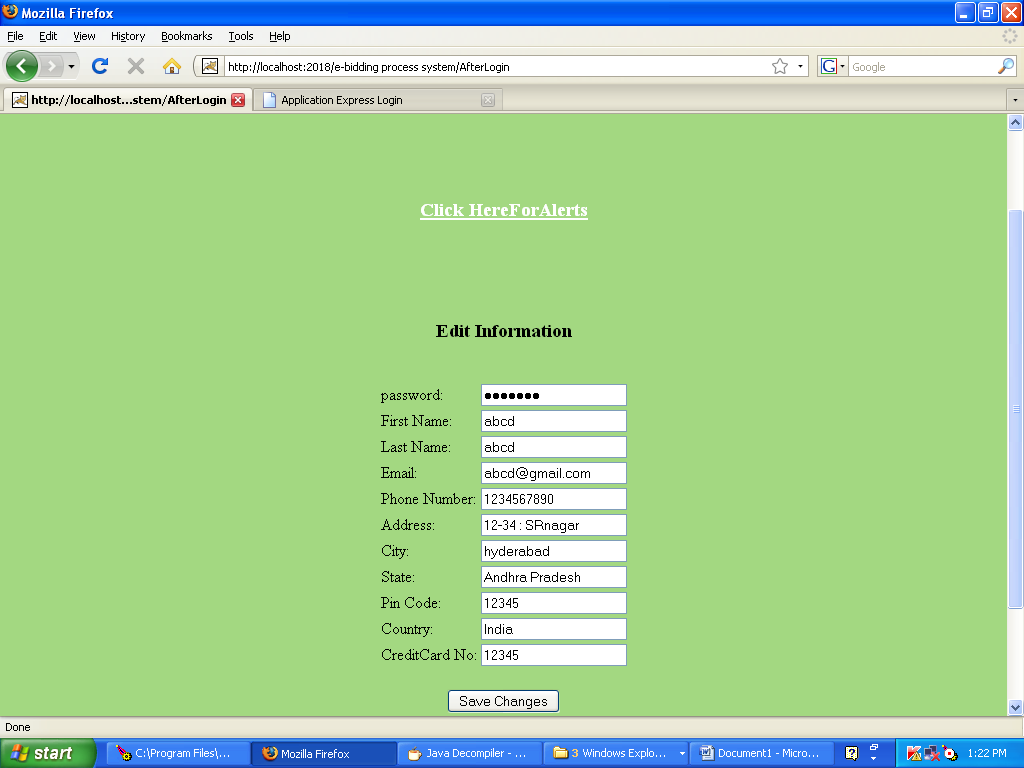 Mozilla Firefox
File Edit View History Bookmarks Tools Help
http://localhost:2018/e-bidding process system/AfterLogin
Google
http://localhost...stem/AfterLogin
Application Express Login
Click HereForAlerts
Edit Information
password: ●●●●●●●
First Name: abcd
Last Name: abcd
Email: abcd@gmail.com
Phone Number: 1234567890
Address: 12-34 : SRnagar
City: hyderabad
State: Andhra Pradesh
Pin Code: 12345
Country: India
CreditCard No: 12345
Save Changes
Done
start C:\Program Files\... Mozilla Firefox Java Decompiler - ... 3 Windows Explo... Document1 - Micro... 1:22 PM